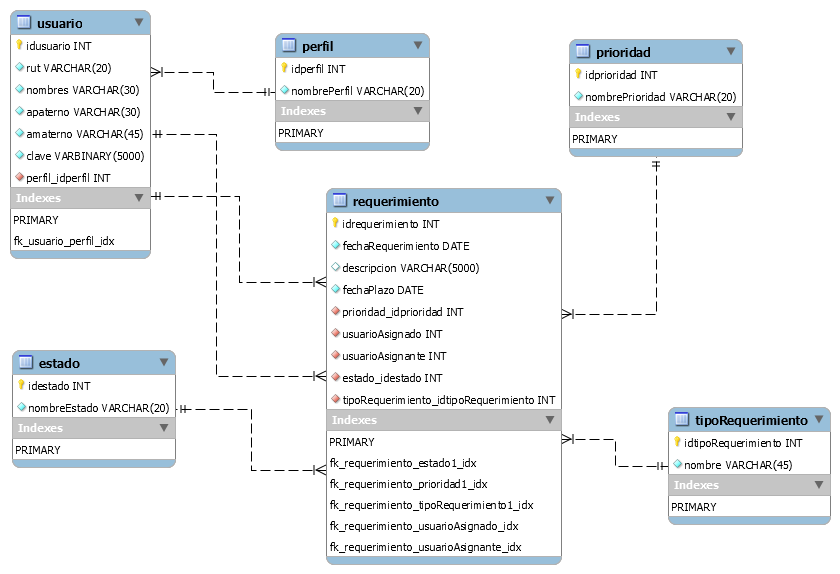 usuario
idusuario INT
rut VARCHAR(20)
nombres VARCHAR(30)
apaterno VARCHAR(30)
amaterno VARCHAR(45)
clave VARBINARY(5000)
perfil_idperfil INT
Indexes
PRIMARY
fk_usuario_perfil_idx
perfil
idperfil INT
nombrePerfil VARCHAR(20)
Indexes
PRIMARY
prioridad
idprioridad INT
nombrePrioridad VARCHAR(20)
Indexes
PRIMARY
requerimiento
idrequerimiento INT
fechaRequerimiento DATE
descripcion VARCHAR(5000)
fechaPlazo DATE
prioridad_idprioridad INT
usuarioAsignado INT
usuarioAsignante INT
estado_idestado INT
tipoRequerimiento_idtipoRequerimiento INT
Indexes
PRIMARY
fk_requerimiento_estado1_idx
fk_requerimiento_prioridad1_idx
fk_requerimiento_tipoRequerimiento1_idx
fk_requerimiento_usuarioAsignado_idx
fk_requerimiento_usuarioAsignante_idx
estado
idestado INT
nombreEstado VARCHAR(20)
Indexes
PRIMARY
tipoRequerimiento
idtipoRequerimiento INT
nombre VARCHAR(45)
Indexes
PRIMARY